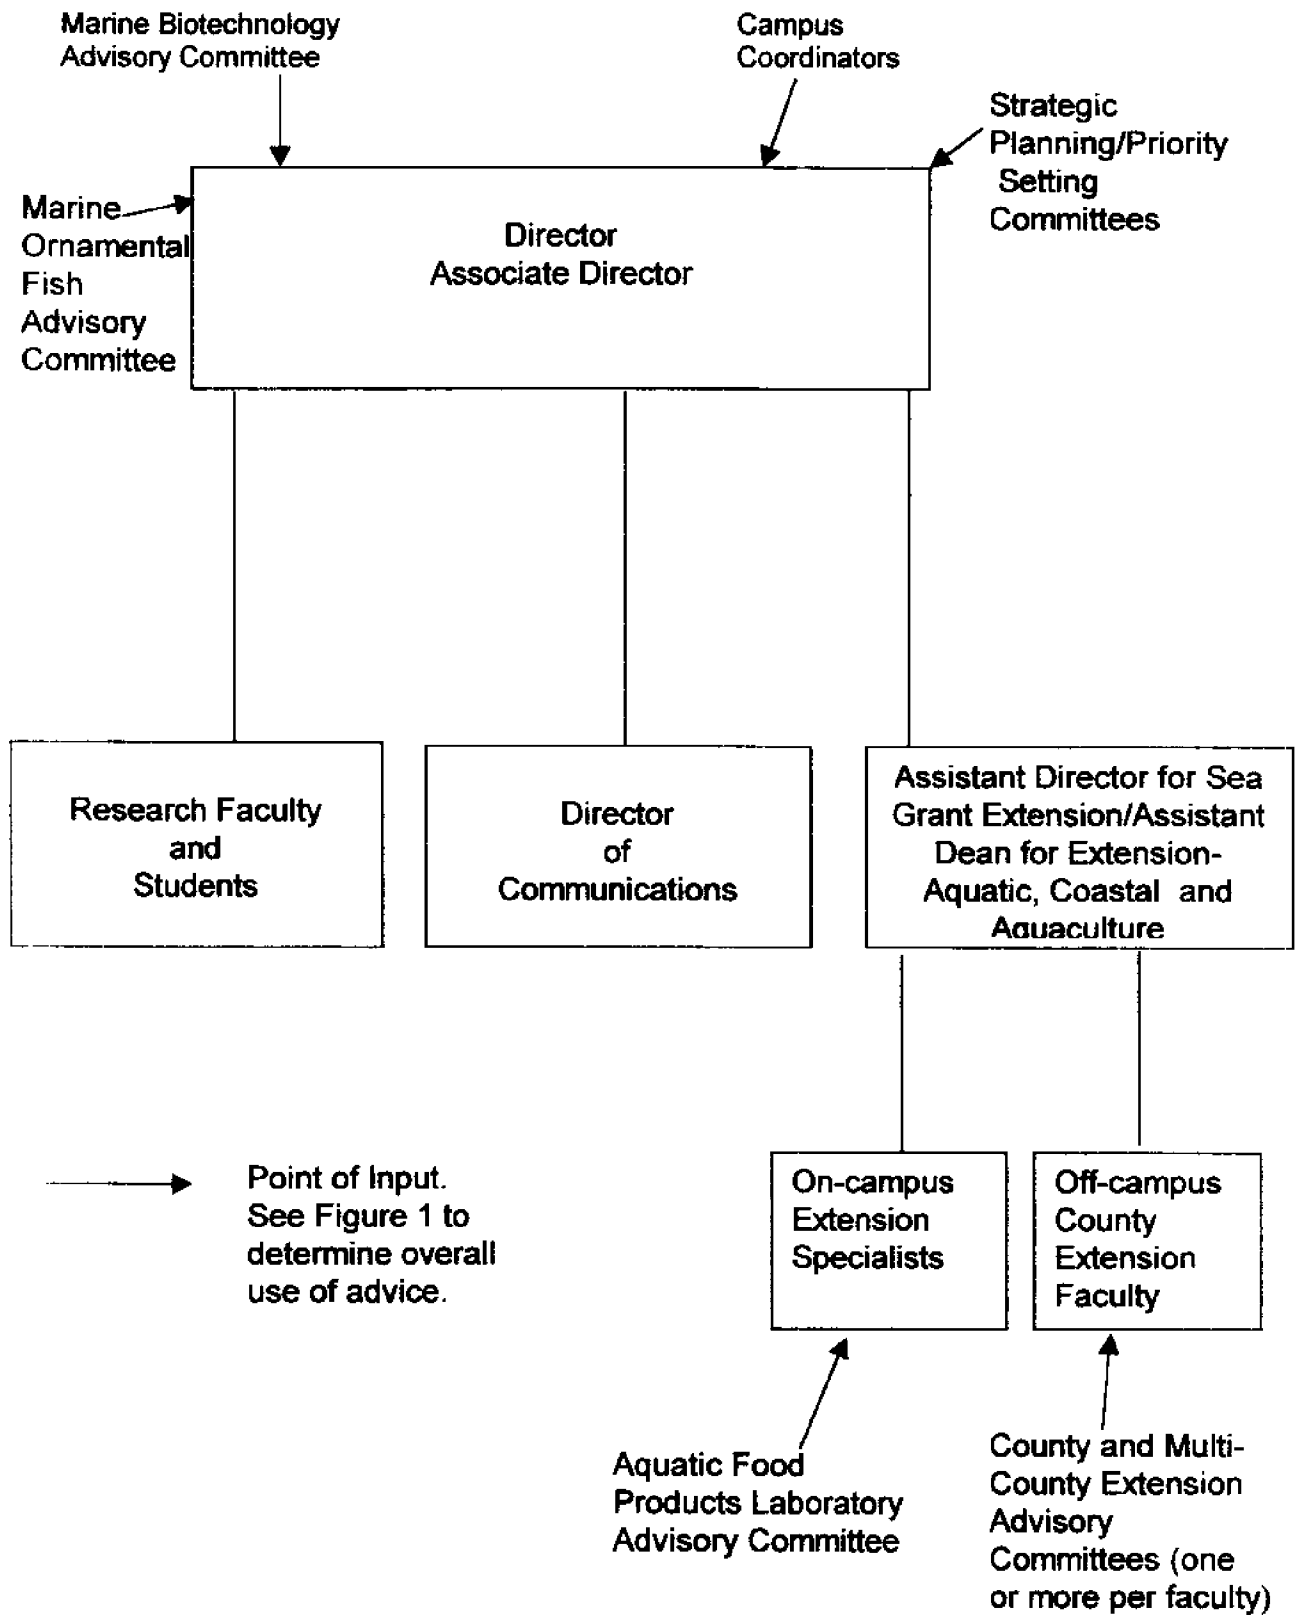 Marine Biotechnology
Advisory Committee
Campus
Coordinators
Strategic
Planning/Priority
Setting
Committees
Marine
Ornamental
Fish
Advisory
Committee
Director
Associate Director
Research Faculty
and
Students
Director
of
Communications
Assistant Director for Sea
Grant Extension/Assistant
Dean for Extension-
Aquatic, Coastal and
Aquaculture
Point of Input.
See Figure 1 to
determine overall
use of advice.
On-campus
Extension
Specialists
Off-campus
County
Extension
Faculty
Aquatic Food
Products Laboratory
Advisory Committee
County and Multi-
County Extension
Advisory
Committees (one
or more per faculty)